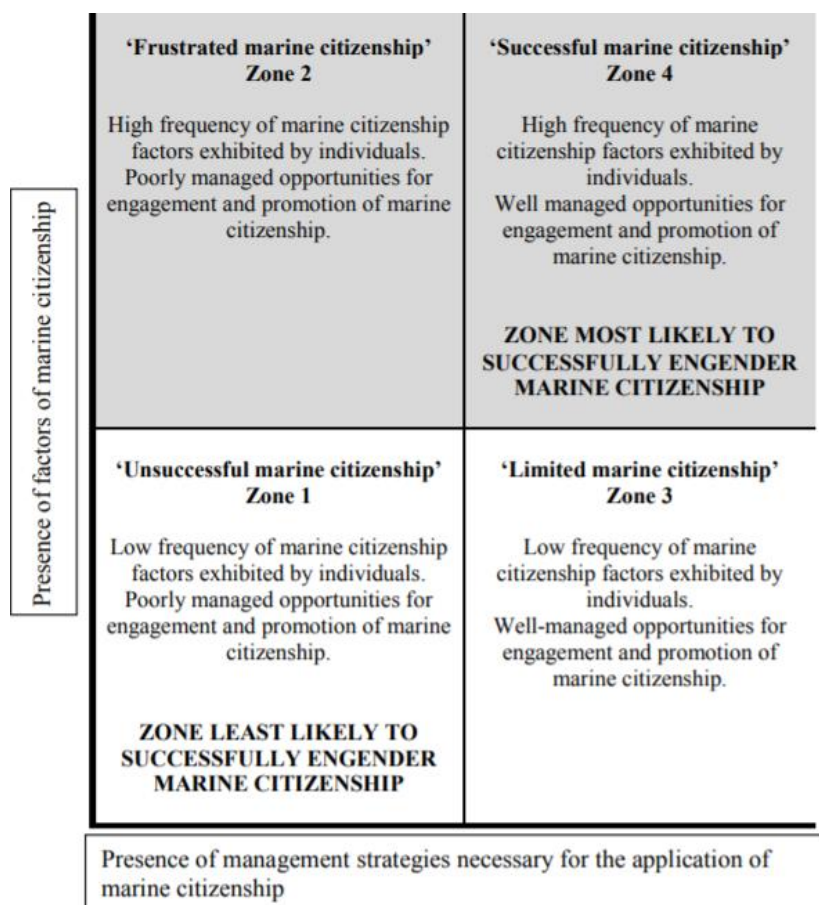 Presence of factors of marine citizenship
‘Frustrated marine citizenship’
Zone 2
High frequency of marine citizenship
factors exhibited by individuals.
Poorly managed opportunities for
engagement and promotion of marine
citizenship.
‘Successful marine citizenship’
Zone 4
High frequency of marine
citizenship factors exhibited by
individuals.
Well managed opportunities for
engagement and promotion of
marine citizenship.
ZONE MOST LIKELY TO
SUCCESSFULLY ENGENDER
MARINE CITIZENSHIP
‘Unsuccessful marine citizenship’
Zone 1
Low frequency of marine citizenship
factors exhibited by individuals.
Poorly managed opportunities for
engagement and promotion of marine
citizenship.
ZONE LEAST LIKELY TO
SUCCESSFULLY ENGENDER
MARINE CITIZENSHIP
‘Limited marine citizenship’
Zone 3
Low frequency of marine
citizenship factors exhibited by
individuals.
Well-managed opportunities for
engagement and promotion of
marine citizenship.
Presence of management strategies necessary for the application of
marine citizenship